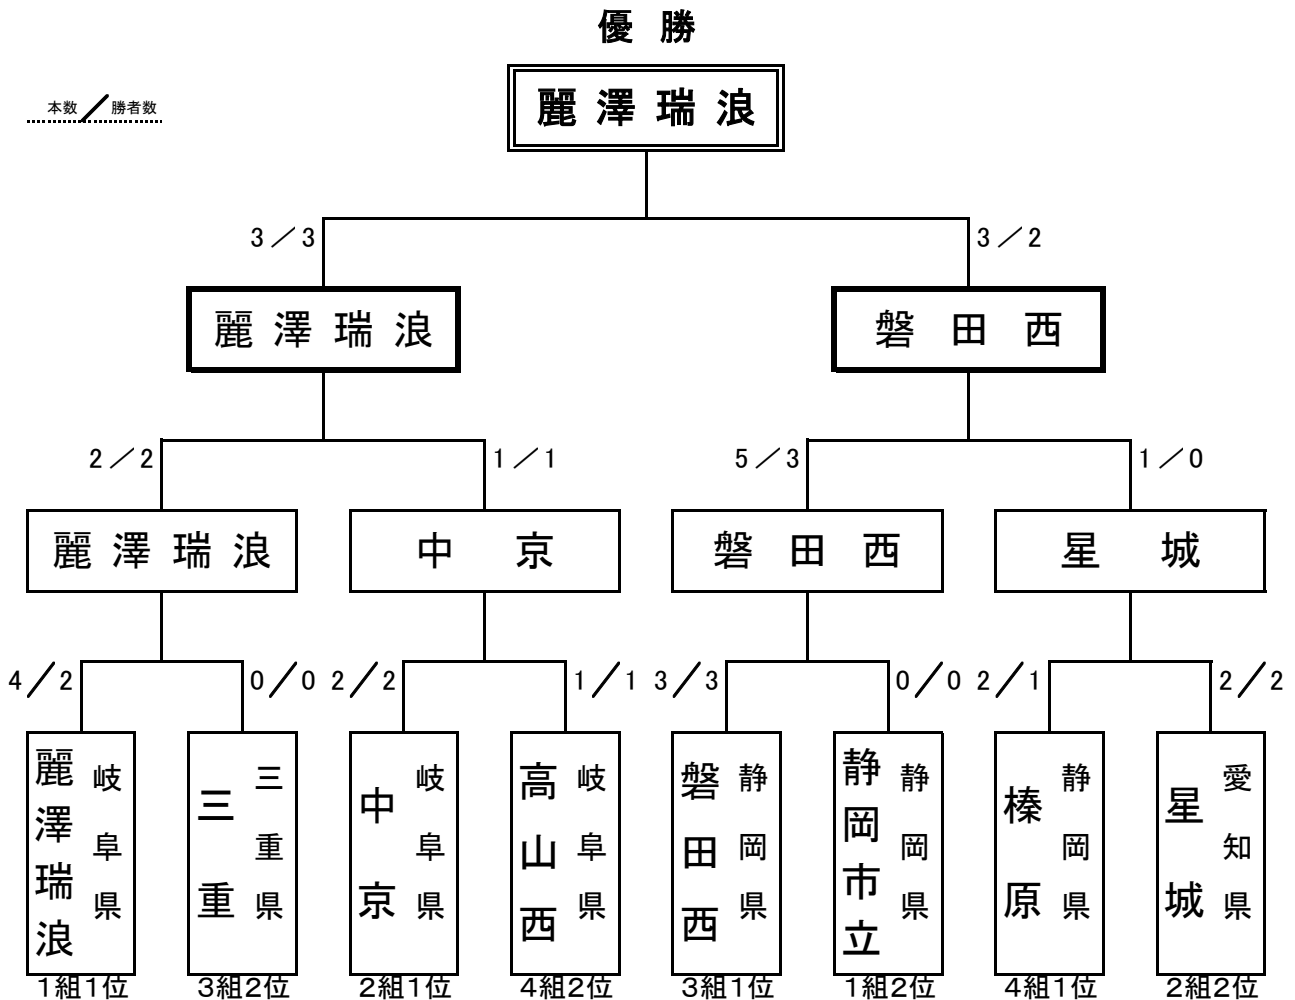 優勝
本数／勝者数
麗澤瑞浪
3／3 3／2
麗澤瑞浪 磐田西
2／2 1／1 5／3 1／0
麗澤瑞浪 中京 磐田西 星城
4／2 0／0 2／2 1／1 3／3 0／0 2／1 2／2
麗澤瑞浪 岐阜県
三重 三重県
中京 岐阜県
高山西 岐阜県
磐田西 静岡県
静岡市立 静岡県
榛原 静岡県
星城 愛知県
1組1位 3組2位 2組1位 4組2位 3組1位 1組2位 4組1位 2組2位